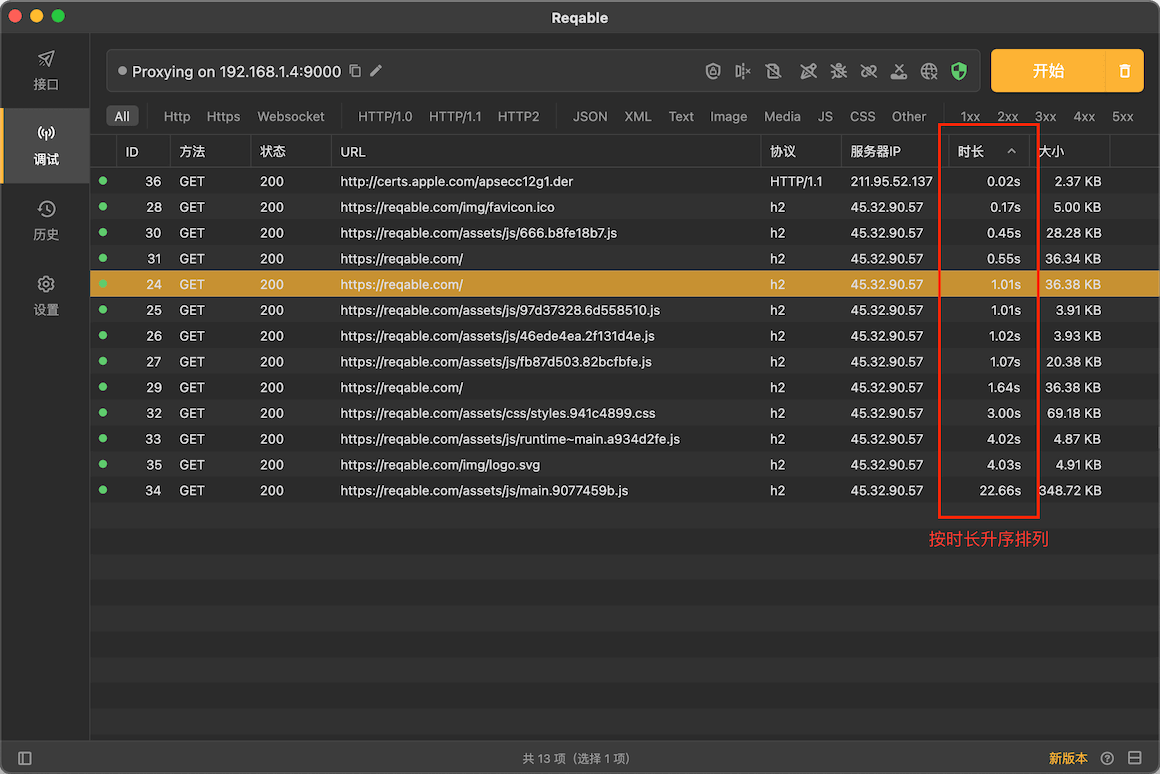 Reqable
接口
调试
历史
设置
Proxying on 192.168.1.4:9000
开始
All Http Https Websocket HTTP/1.0 HTTP/1.1 HTTP2 JSON XML Text Image Media JS CSS Other 1xx 2xx 3xx 4xx 5xx
ID 方法 状态 URL 协议 服务器IP 时长 大小
36 GET 200 http://certs.apple.com/apsecc12g1.der HTTP/1.1 211.95.52.137 0.02s 2.37 KB
28 GET 200 https://reqable.com/img/favicon.ico h2 45.32.90.57 0.17s 5.00 KB
30 GET 200 https://reqable.com/assets/js/666.b8fe18b7.js h2 45.32.90.57 0.45s 28.28 KB
31 GET 200 https://reqable.com/ h2 45.32.90.57 0.55s 36.34 KB
24 GET 200 https://reqable.com/ h2 45.32.90.57 1.01s 36.38 KB
25 GET 200 https://reqable.com/assets/js/97d37328.6d558510.js h2 45.32.90.57 1.01s 3.91 KB
26 GET 200 https://reqable.com/assets/js/46ede4ea.2f131d4e.js h2 45.32.90.57 1.02s 3.93 KB
27 GET 200 https://reqable.com/assets/js/fb87d503.82bcfbfe.js h2 45.32.90.57 1.07s 20.38 KB
29 GET 200 https://reqable.com/ h2 45.32.90.57 1.64s 36.38 KB
32 GET 200 https://reqable.com/assets/css/styles.941c4899.css h2 45.32.90.57 3.00s 69.18 KB
33 GET 200 https://reqable.com/assets/js/runtime~main.a934d2fe.js h2 45.32.90.57 4.02s 4.87 KB
35 GET 200 https://reqable.com/img/logo.svg h2 45.32.90.57 4.03s 4.91 KB
34 GET 200 https://reqable.com/assets/js/main.9077459b.js h2 45.32.90.57 22.66s 348.72 KB
按时长升序排列
共 13 项（选择 1 项）
新版本